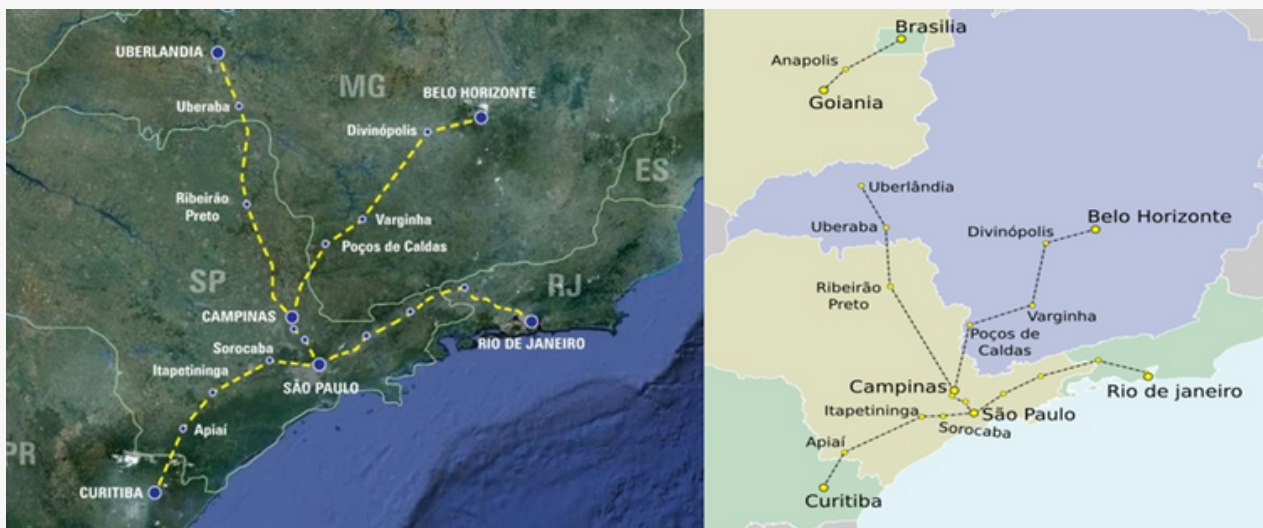 UBERLANDIA
Uberaba
MG
BELO HORIZONTE
Divinópolis
ES
Ribeirão
Preto
Varginha
Poços de Caldas
SP
RJ
CAMPINAS
Sorocaba
RIO DE JANEIRO
Itapetininga
SÃO PAULO
Apiaí
PR
CURITIBA
Brasilia
Anapolis
Goiania
Uberlândia
Uberaba
Belo Horizonte
Divinópolis
Ribeirão
Preto
Varginha
Poços de
Caldas
Campinas
Rio de janeiro
Itapetininga
São Paulo
Sorocaba
Apiaí
Curitiba